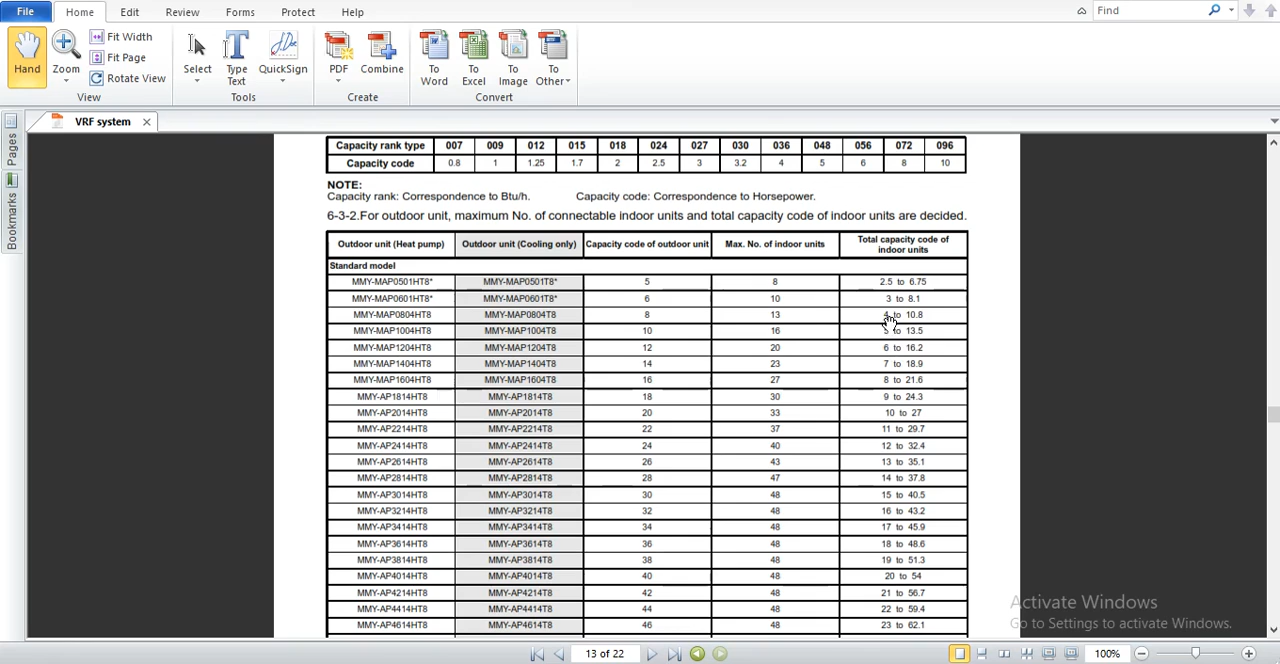 File Home Edit Review Forms Protect Help Find
Hand
Zoom
Fit Width
Fit Page
Rotate View
View
Select
Type Text
QuickSign
Tools
PDF
Combine
Create
To Word
To Excel
To Image
To Other
Convert
VRF system
Pages
Bookmarks
Capacity rank type 007 009 012 015 018 024 027 030 036 048 056 072 096
Capacity code 0.8 1 1.25 1.7 2 2.5 3 3.2 4 5 6 8 10
NOTE:
Capacity rank: Correspondence to Btu/h. Capacity code: Correspondence to Horsepower.
6-3-2.For outdoor unit, maximum No. of connectable indoor units and total capacity code of indoor units are decided.
Outdoor unit (Heat pump) Outdoor unit (Cooling only) Capacity code of outdoor unit Max. No. of indoor units Total capacity code of indoor units
Standard model
MMY-MAP0501HT8* MMY-MAP0501T8* 5 8 2.5 to 6.75
MMY-MAP0601HT8* MMY-MAP0601T8* 6 10 3 to 8.1
MMY-MAP0804HT8 MMY-MAP0804T8 8 13 to 10.8
MMY-MAP1004HT8 MMY-MAP1004T8 10 16 to 13.5
MMY-MAP1204HT8 MMY-MAP1204T8 12 20 6 to 16.2
MMY-MAP1404HT8 MMY-MAP1404T8 14 23 7 to 18.9
MMY-MAP1604HT8 MMY-MAP1604T8 16 27 8 to 21.6
MMY-AP1814HT8 MMY-AP1814T8 18 30 9 to 24.3
MMY-AP2014HT8 MMY-AP2014T8 20 33 10 to 27
MMY-AP2214HT8 MMY-AP2214T8 22 37 11 to 29.7
MMY-AP2414HT8 MMY-AP2414T8 24 40 12 to 32.4
MMY-AP2614HT8 MMY-AP2614T8 26 43 13 to 35.1
MMY-AP2814HT8 MMY-AP2814T8 28 47 14 to 37.8
MMY-AP3014HT8 MMY-AP3014T8 30 48 15 to 40.5
MMY-AP3214HT8 MMY-AP3214T8 32 48 16 to 43.2
MMY-AP3414HT8 MMY-AP3414T8 34 48 17 to 45.9
MMY-AP3614HT8 MMY-AP3614T8 36 48 18 to 48.6
MMY-AP3814HT8 MMY-AP3814T8 38 48 19 to 51.3
MMY-AP4014HT8 MMY-AP4014T8 40 48 20 to 54
MMY-AP4214HT8 MMY-AP4214T8 42 48 21 to 56.7
MMY-AP4414HT8 MMY-AP4414T8 44 48 22 to 59.4
MMY-AP4614HT8 MMY-AP4614T8 46 48 23 to 62.1
Activate Windows
Go to Settings to activate Windows.
13 of 22
100%